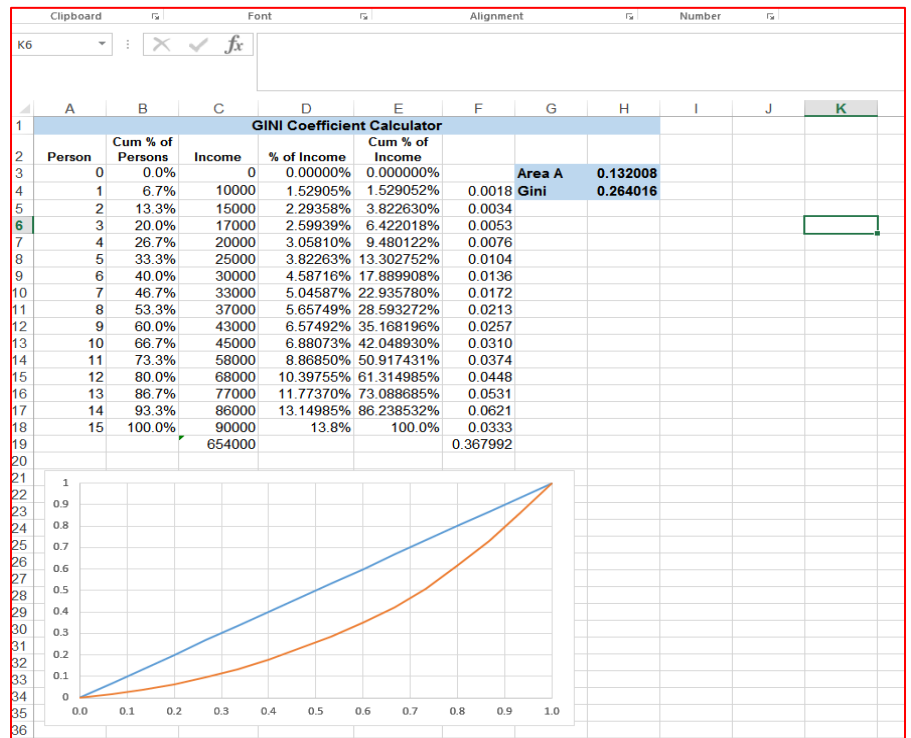 Clipboard Font Alignment Number
K6 fx
A B C D E F G H I J K
1 GINI Coefficient Calculator
Cum % of Cum % of
2 Person Persons Income % of Income Income
3 0 0.0% 0 0.00000% 0.000000% Area A 0.132008
4 1 6.7% 10000 1.52905% 1.529052% 0.0018 Gini 0.264016
5 2 13.3% 15000 2.29358% 3.822630% 0.0034
6 3 20.0% 17000 2.59939% 6.422018% 0.0053
7 4 26.7% 20000 3.05810% 9.480122% 0.0076
8 5 33.3% 25000 3.82263% 13.302752% 0.0104
9 6 40.0% 30000 4.58716% 17.889908% 0.0136
10 7 46.7% 33000 5.04587% 22.935780% 0.0172
11 8 53.3% 37000 5.65749% 28.593272% 0.0213
12 9 60.0% 43000 6.57492% 35.168196% 0.0257
13 10 66.7% 45000 6.88073% 42.048930% 0.0310
14 11 73.3% 58000 8.86850% 50.917431% 0.0374
15 12 80.0% 68000 10.39755% 61.314985% 0.0448
16 13 86.7% 77000 11.77370% 73.088685% 0.0531
17 14 93.3% 86000 13.14985% 86.238532% 0.0621
18 15 100.0% 90000 13.8% 100.0% 0.0333
19 654000 0.367992
20
21
22
23
24
25
26
27
28
29
30
31
32
33
34
35
36
1
0.9
0.8
0.7
0.6
0.5
0.4
0.3
0.2
0.1
0
0.0 0.1 0.2 0.3 0.4 0.5 0.6 0.7 0.8 0.9 1.0